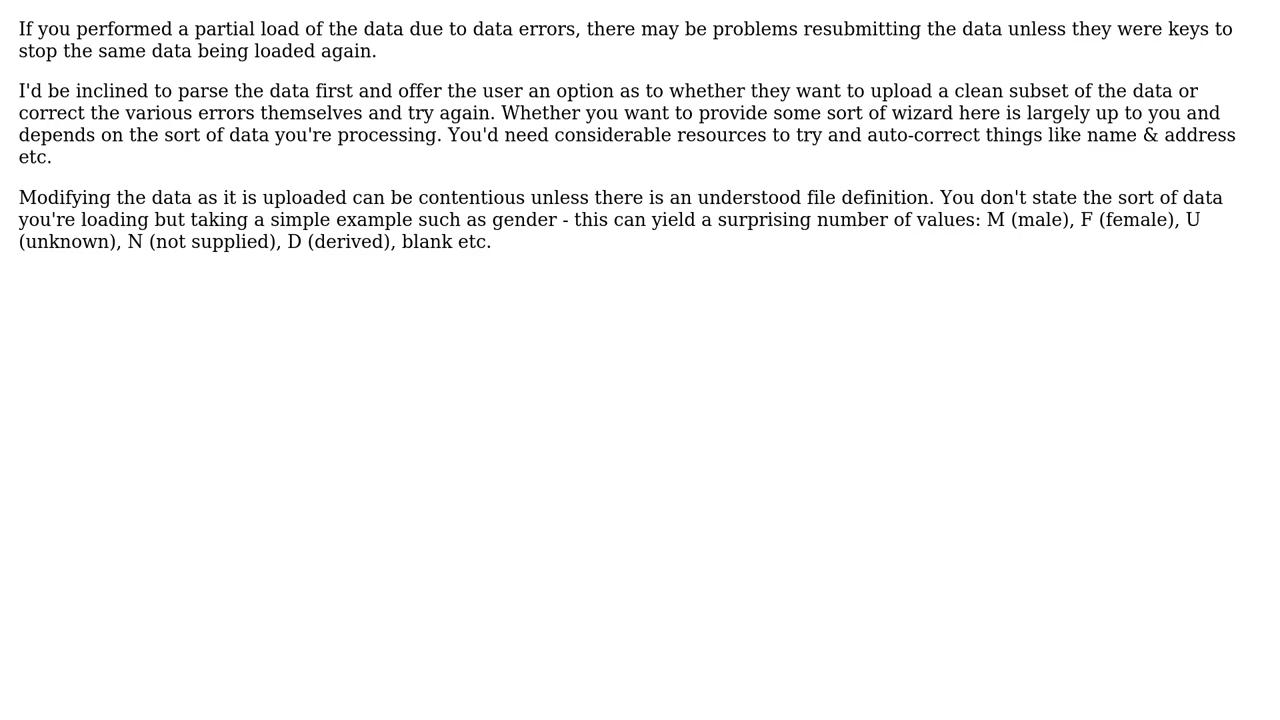 If you performed a partial load of the data due to data errors, there may be problems resubmitting the data unless they were keys to
stop the same data being loaded again.
I'd be inclined to parse the data first and offer the user an option as to whether they want to upload a clean subset of the data or
correct the various errors themselves and try again. Whether you want to provide some sort of wizard here is largely up to you and
depends on the sort of data you're processing. You'd need considerable resources to try and auto-correct things like name & address
etc.
Modifying the data as it is uploaded can be contentious unless there is an understood file definition. You don't state the sort of data
you're loading but taking a simple example such as gender - this can yield a surprising number of values: M (male), F (female), U
(unknown), N (not supplied), D (derived), blank etc.